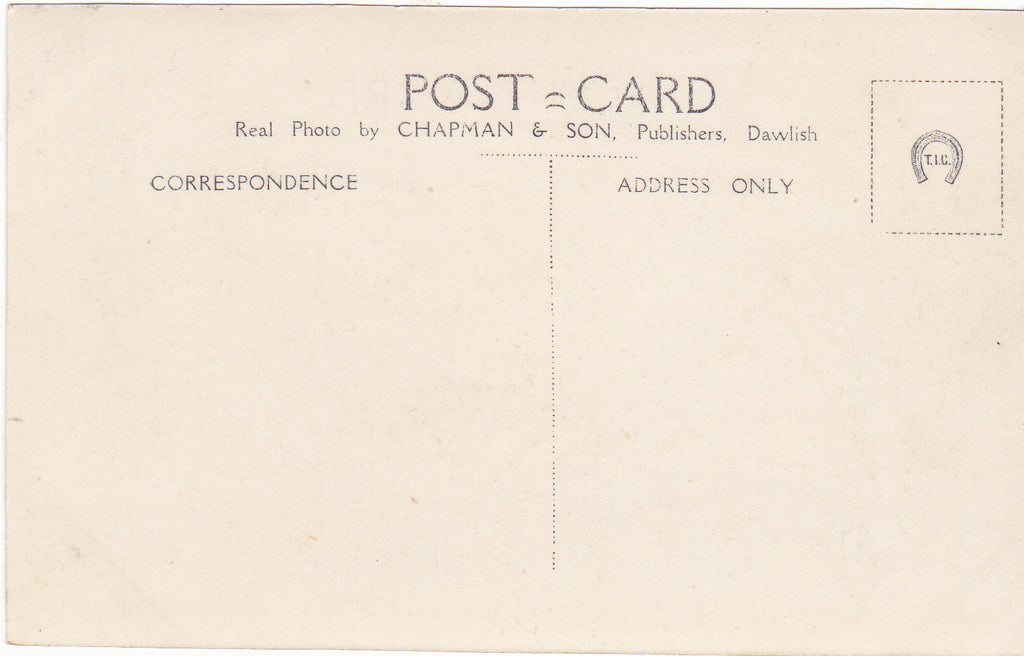 POST = CARD
Real Photo by CHAPMAN & SON, Publishers, Dawlish
CORRESPONDENCE
ADDRESS ONLY
T.I.C.